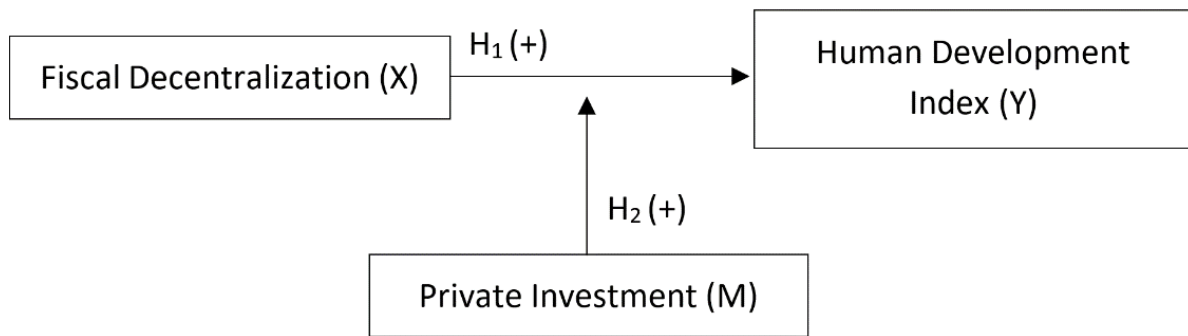 H₁ (+)
Fiscal Decentralization (X)
Human Development
Index (Y)
H₂ (+)
Private Investment (M)